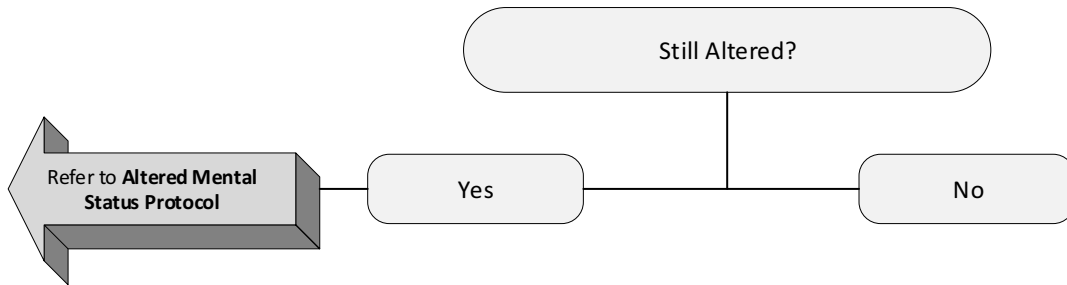 Still Altered?
Refer to Altered Mental
Status Protocol
Yes
No